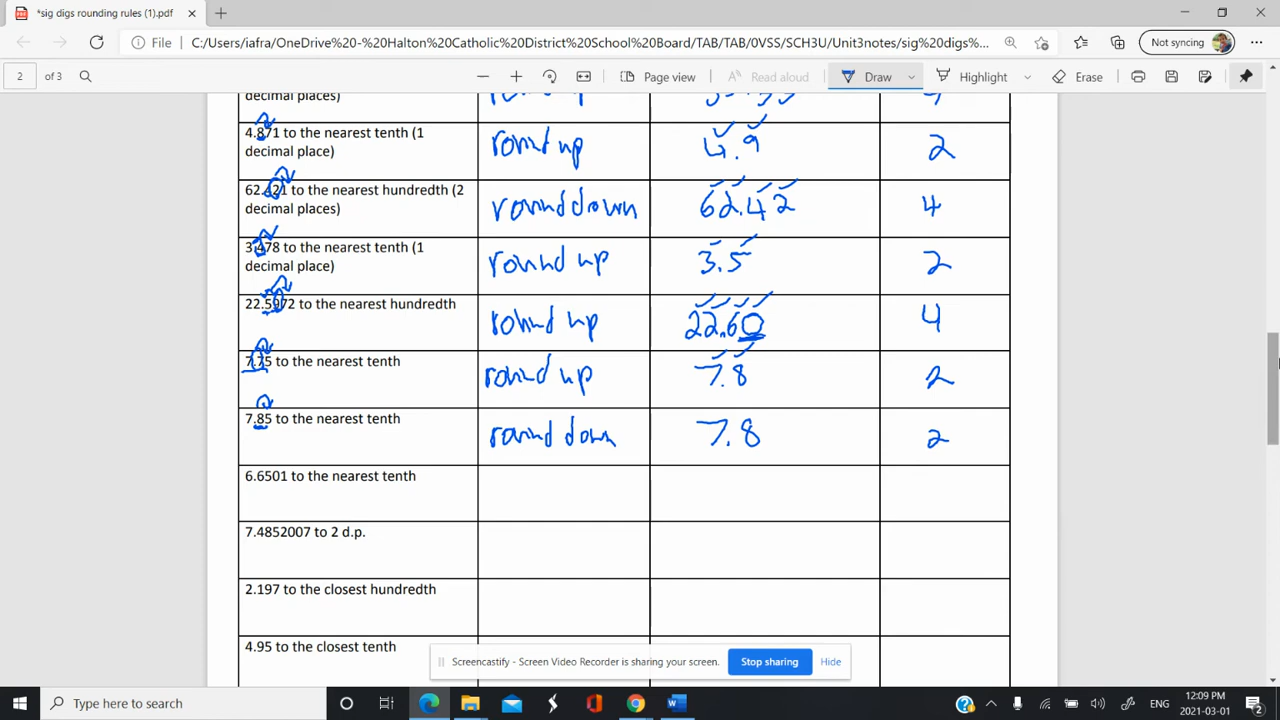 *sig digs rounding rules (1).pdf
File C:/Users/iafra/OneDrive%20-%20Halton%20Catholic%20District%20School%20Board/TAB/TAB/0VSS/SCH3U/Unit3notes/sig%20digs%... Not syncing
2 of 3 Page view Read aloud Draw Highlight Erase
decimal places) round up 4
4.871 to the nearest tenth (1
decimal place) round up 4.9 2
62.421 to the nearest hundredth (2
decimal places) round down 62.42 4
3.478 to the nearest tenth (1
decimal place) round up 3.5 2
22.5972 to the nearest hundredth round up 22.60 4
7.75 to the nearest tenth round up 7.8 2
7.85 to the nearest tenth round down 7.8 2
6.6501 to the nearest tenth
7.4852007 to 2 d.p.
2.197 to the closest hundredth
4.95 to the closest tenth
Screencastify - Screen Video Recorder is sharing your screen. Stop sharing Hide
Type here to search ENG 12:09 PM
2021-03-01 2